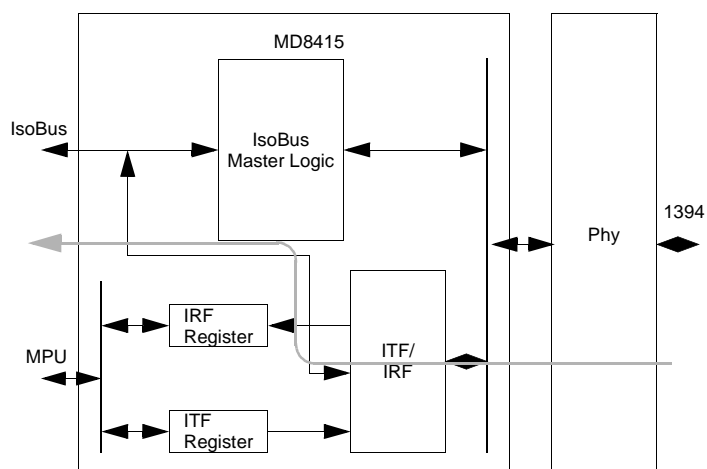 MD8415
IsoBus
IsoBus
Master Logic
1394
Phy
IRF
Register
MPU
ITF/
IRF
ITF
Register